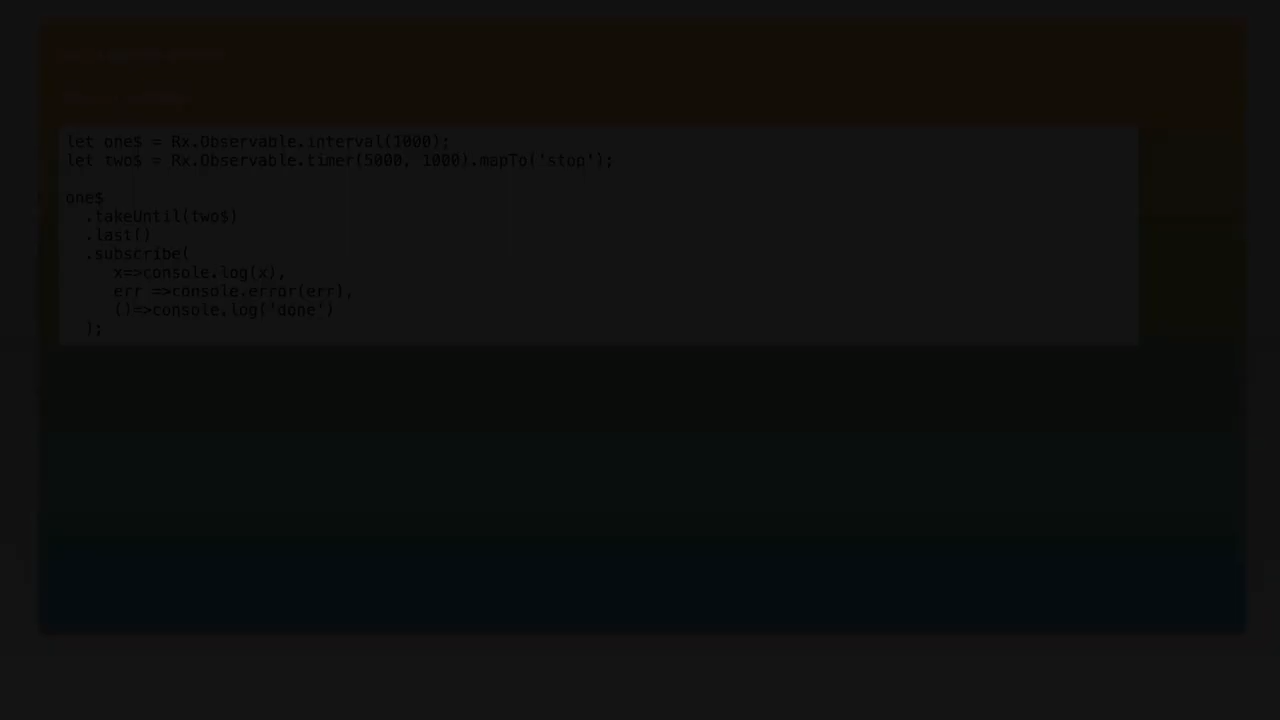 let one$ = Rx.Observable.interval(1000);
let two$ = Rx.Observable.timer(5000, 1000).mapTo('stop');
one$
.takeUntil(two$)
.last()
.subscribe(
x=>console.log(x),
err =>console.error(err),
()=>console.log('done')
);